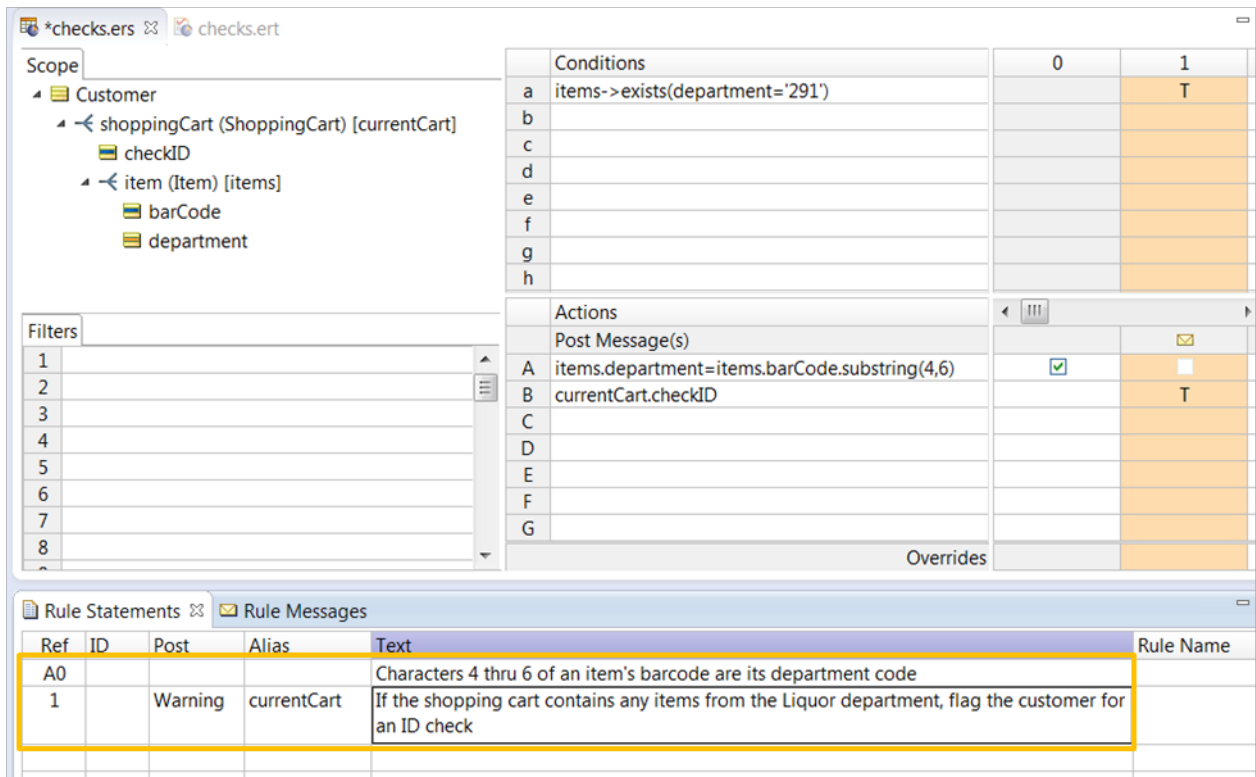 *checks.ers checks.ert
Scope
Customer
shoppingCart (ShoppingCart) [currentCart]
checkID
item (Item) [items]
barCode
department
Conditions 0 1
a items->exists(department='291') T
b
c
d
e
f
g
h
Filters
1
2
3
4
5
6
7
8
Actions
Post Message(s)
A items.department=items.barCode.substring(4,6)
B currentCart.checkID T
C
D
E
F
G
Overrides
Rule Statements Rule Messages
Ref ID Post Alias Text Rule Name
A0 Characters 4 thru 6 of an item's barcode are its department code
1 Warning currentCart If the shopping cart contains any items from the Liquor department, flag the customer for
an ID check